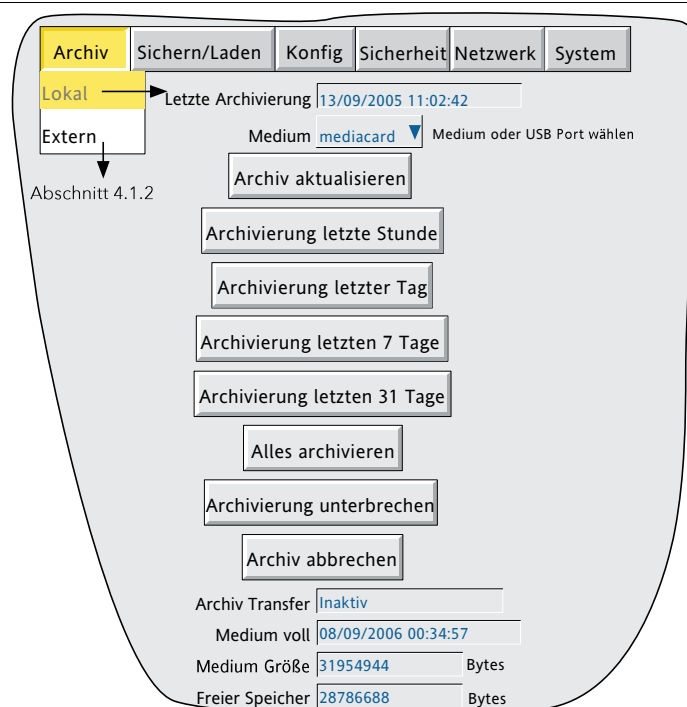 Archiv Sichern/Laden Konfig Sicherheit Netzwerk System
Lokal
Extern
Abschnitt 4.1.2
Letzte Archivierung 13/09/2005 11:02:42
Medium mediacard Medium oder USB Port wählen
Archiv aktualisieren
Archivierung letzte Stunde
Archivierung letzter Tag
Archivierung letzten 7 Tage
Archivierung letzten 31 Tage
Alles archivieren
Archivierung unterbrechen
Archiv abbrechen
Archiv Transfer Inaktiv
Medium voll 08/09/2006 00:34:57
Medium Größe 31954944 Bytes
Freier Speicher 28786688 Bytes